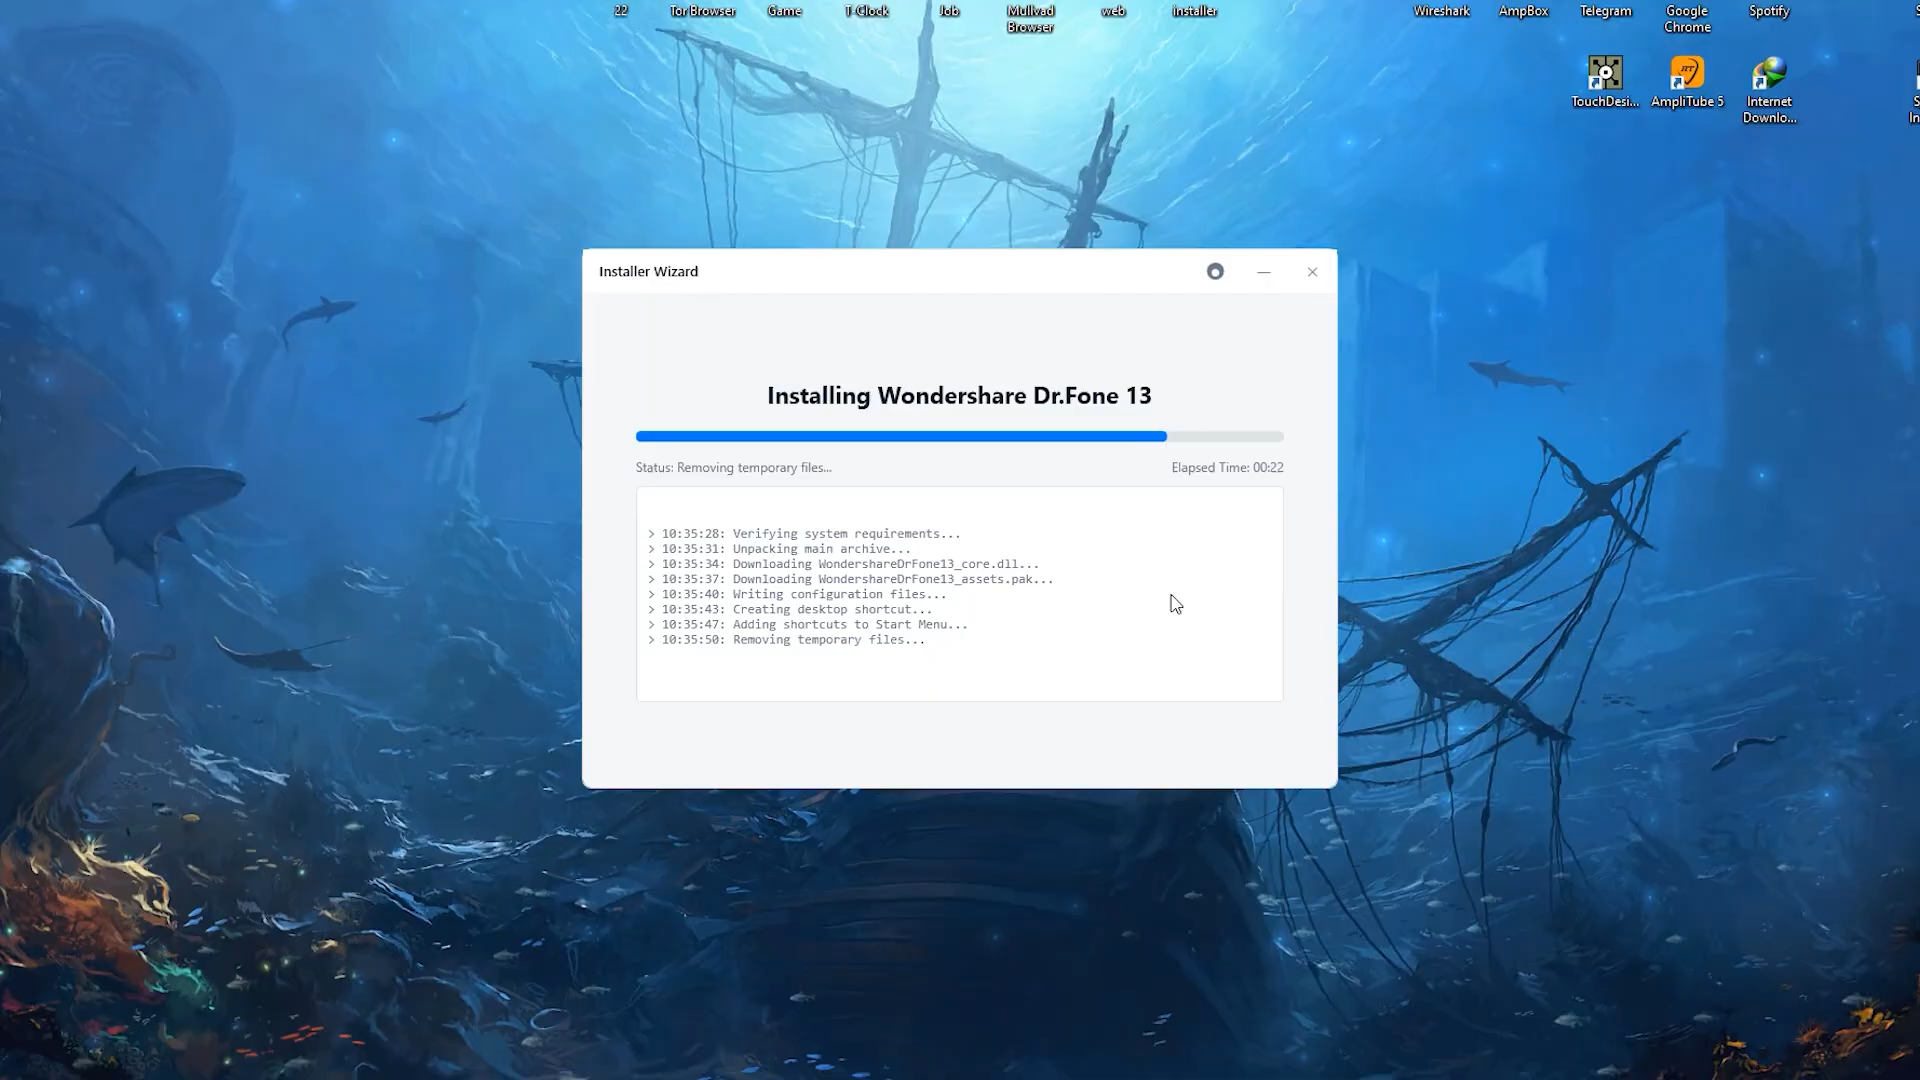 22
Tor Browser
Game
T-Clock
Job
Mullvad
Browser
web
installer
Wireshark
AmpBox
Telegram
Google
Chrome
Spotify
TouchDesi...
AmpliTube 5
Internet
Downlo...
Installer Wizard
Installing Wondershare Dr.Fone 13
Status: Removing temporary files...
Elapsed Time: 00:22
> 10:35:28: Verifying system requirements...
> 10:35:31: Unpacking main archive...
> 10:35:34: Downloading WondershareDrFone13_core.dll...
> 10:35:37: Downloading WondershareDrFone13_assets.pak...
> 10:35:40: Writing configuration files...
> 10:35:43: Creating desktop shortcut...
> 10:35:47: Adding shortcuts to Start Menu...
> 10:35:50: Removing temporary files...